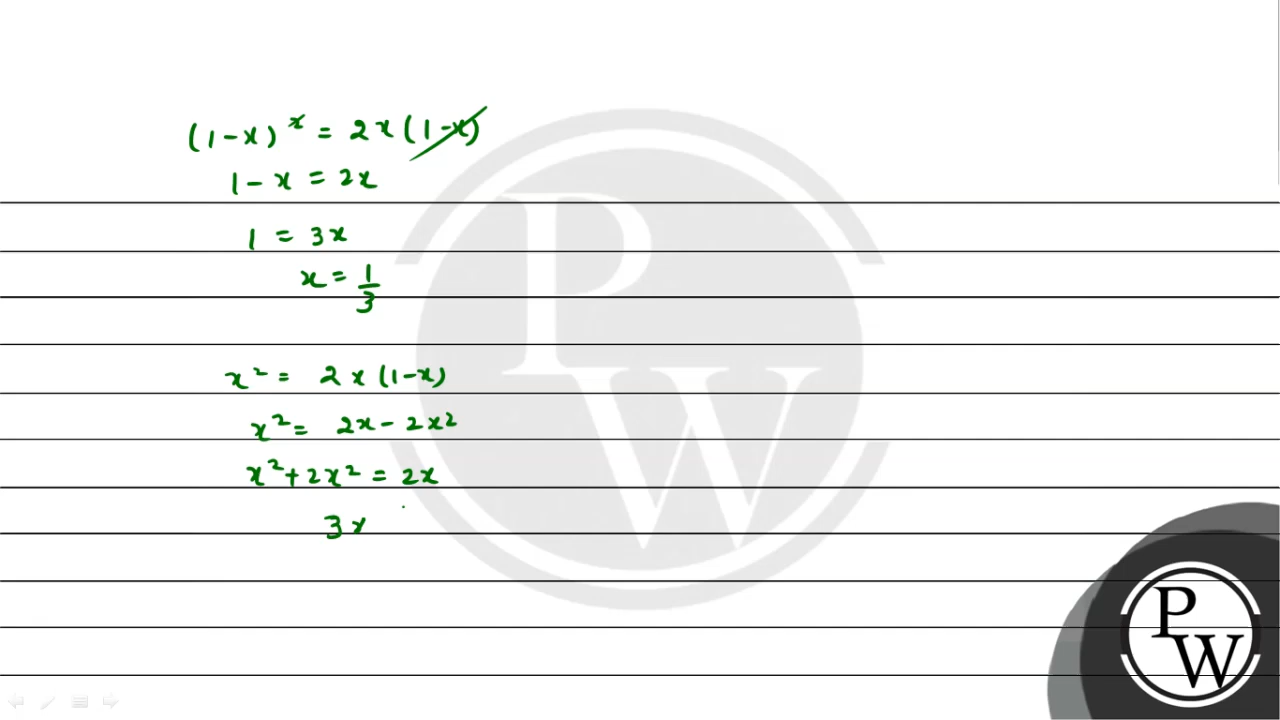 (1-x)ˣ = 2x(1-x)
1-x = 2x
1 = 3x
x = 1/3
x² = 2x(1-x)
x² = 2x - 2x²
x² + 2x² = 2x
3x
PW
PW